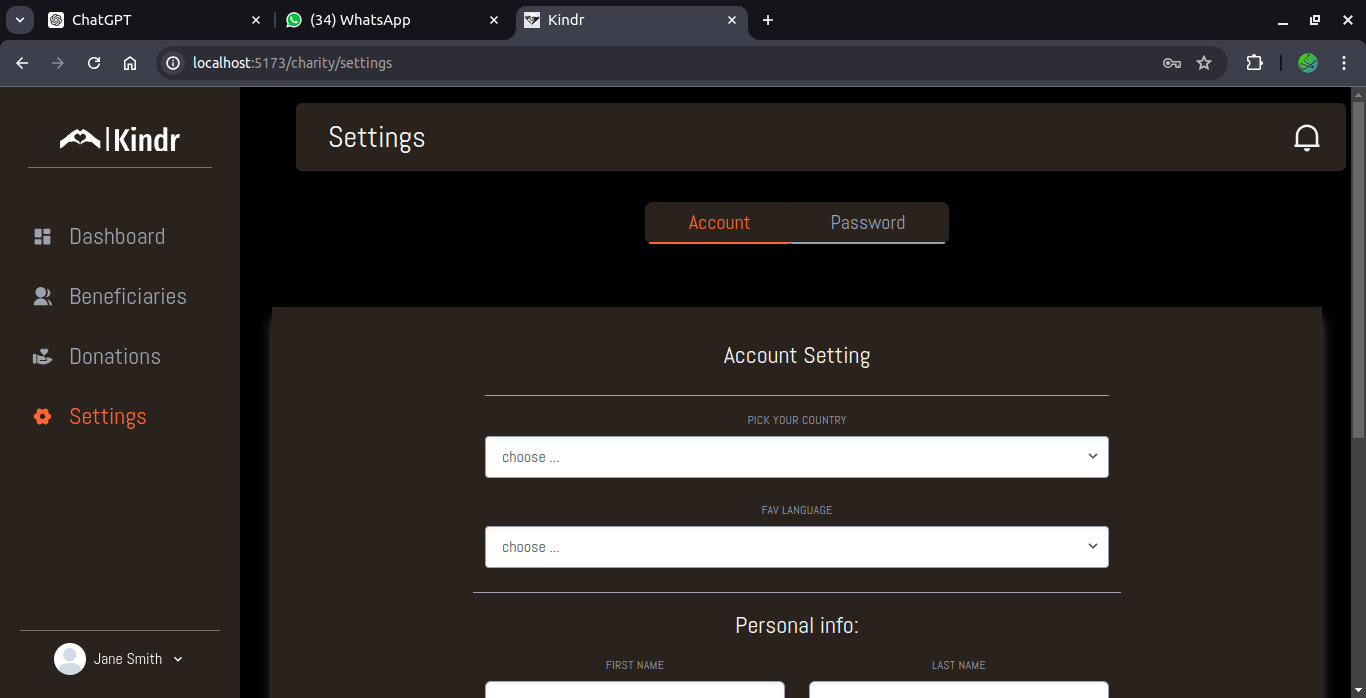 ChatGPT
(34) WhatsApp
Kindr
localhost:5173/charity/settings
Kindr
Dashboard
Beneficiaries
Donations
Settings
Jane Smith
Settings
Account Password
Account Setting
PICK YOUR COUNTRY
choose ...
FAV LANGUAGE
choose ...
Personal info:
FIRST NAME LAST NAME